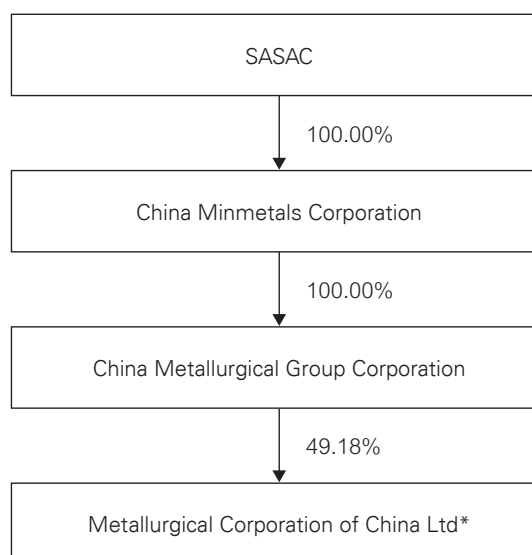 SASAC
100.00%
China Minmetals Corporation
100.00%
China Metallurgical Group Corporation
49.18%
Metallurgical Corporation of China Ltd*